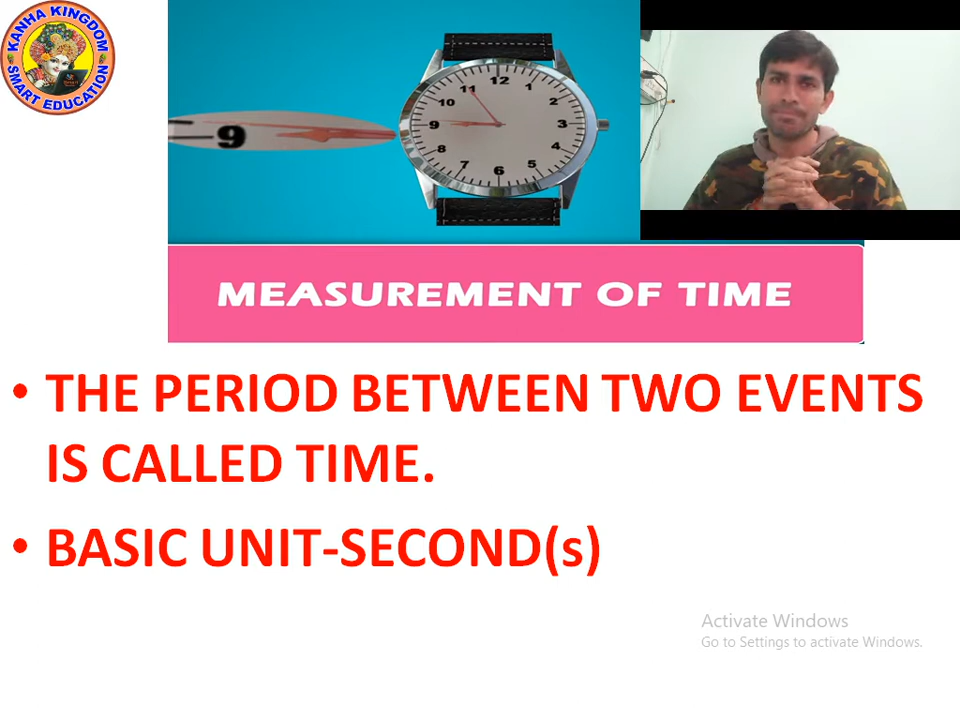 KANHA KINGDOM
SMART EDUCATION
9
12
1
2
3
4
5
6
7
8
9
10
11
MEASUREMENT OF TIME
• THE PERIOD BETWEEN TWO EVENTS
IS CALLED TIME.
• BASIC UNIT-SECOND(s)
Activate Windows
Go to Settings to activate Windows.